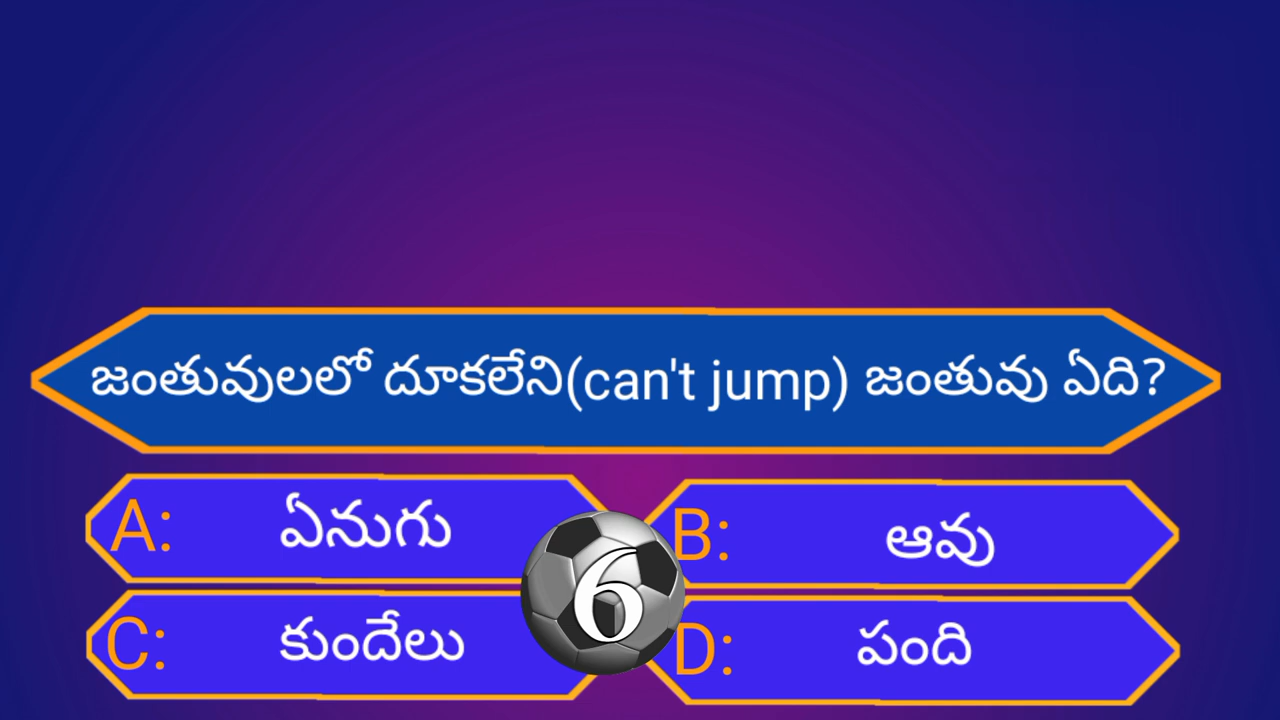 జంతువులలో దూకలేని(can't jump) జంతువు ఏది?
A: ఏనుగు
B: ఆవు
6
C: కుందేలు
D: పంది